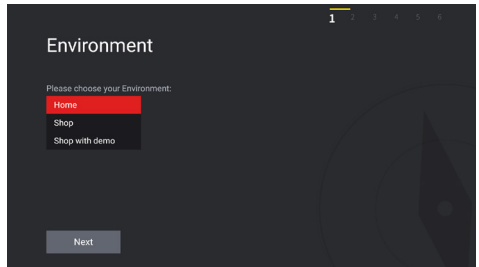 1 2 3 4 5 6
Environment
Please choose your Environment:
Home
Shop
Shop with demo
Next